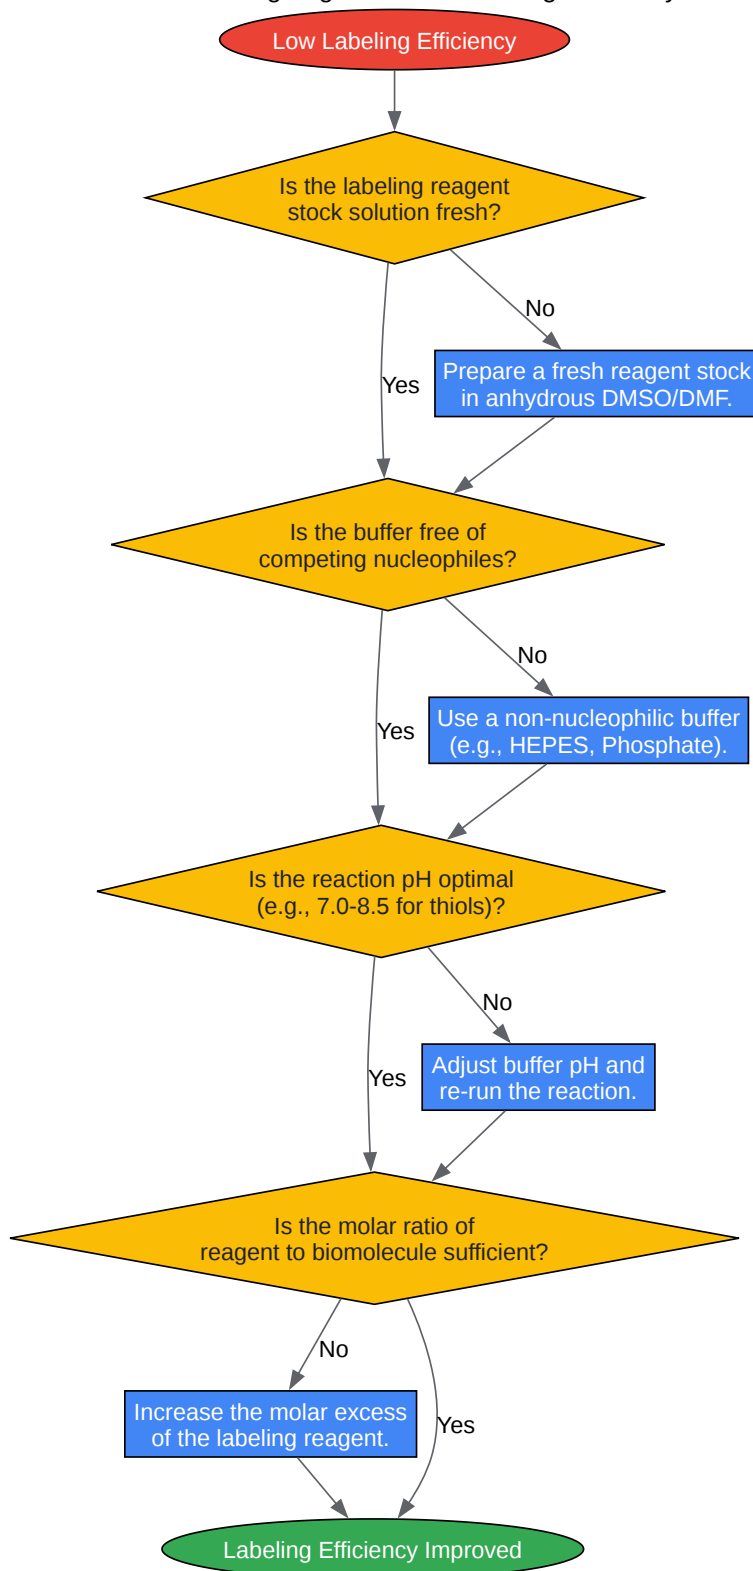 Low Labeling Efficiency
Is the labeling reagent
stock solution fresh?
No
Yes
Prepare a fresh reagent stock
in anhydrous DMSO/DMF.
Is the buffer free of
competing nucleophiles?
No
Yes
Use a non-nucleophilic buffer
(e.g., HEPES, Phosphate).
Is the reaction pH optimal
(e.g., 7.0-8.5 for thiols)?
No
Yes
Adjust buffer pH and
re-run the reaction.
Is the molar ratio of
reagent to biomolecule sufficient?
No
Increase the molar excess
of the labeling reagent.
Yes
Labeling Efficiency Improved